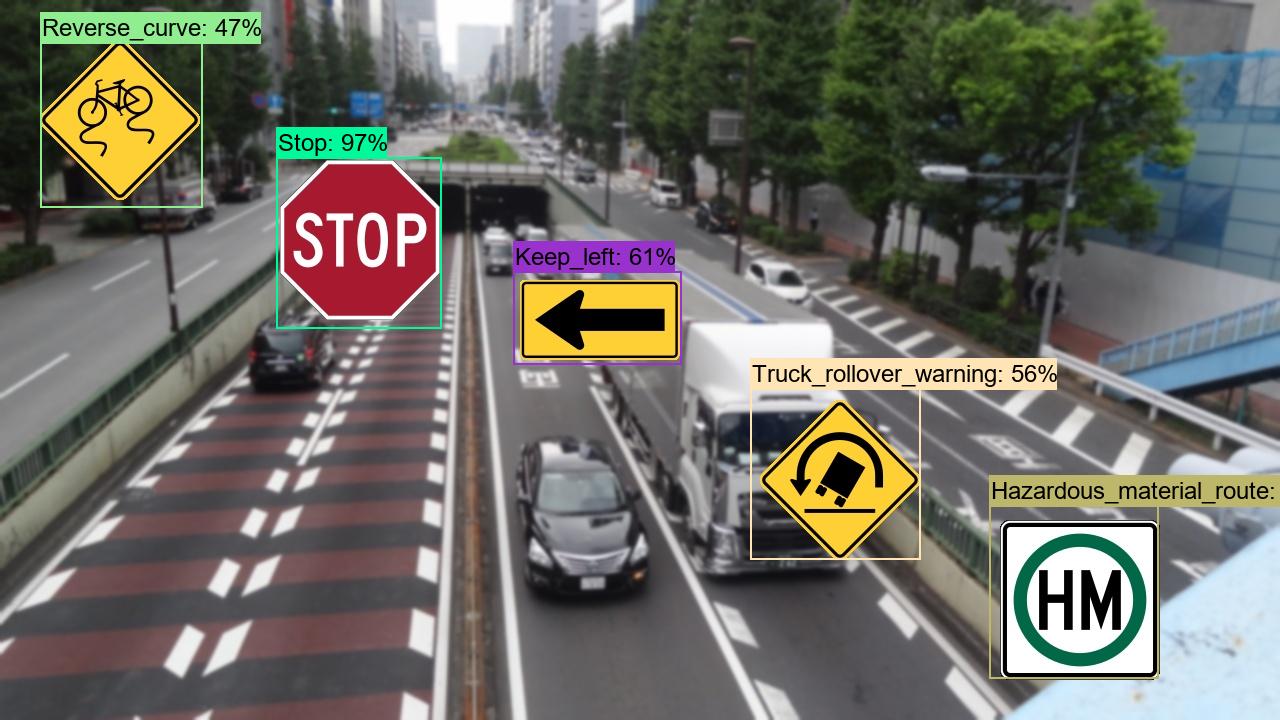 Reverse_curve: 47%
Stop: 97%
STOP
Keep_left: 61%
Truck_rollover_warning: 56%
Hazardous_material_route:
HM